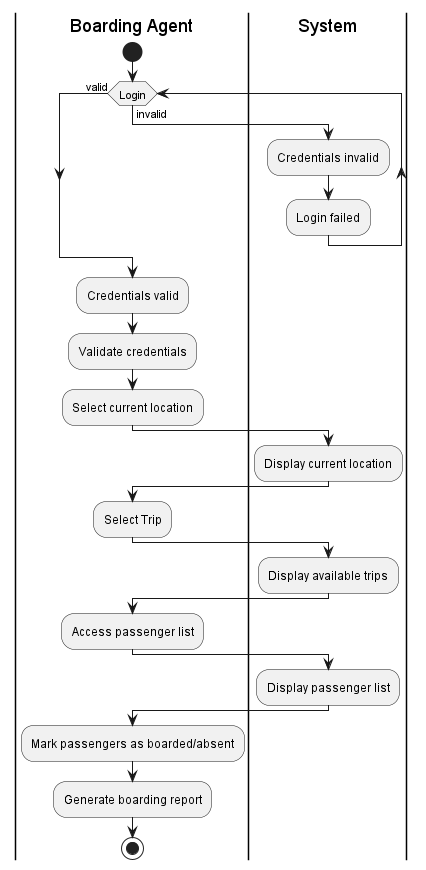 Boarding Agent
System
valid
Login
invalid
Credentials invalid
Login failed
Credentials valid
Validate credentials
Select current location
Display current location
Select Trip
Display available trips
Access passenger list
Display passenger list
Mark passengers as boarded/absent
Generate boarding report